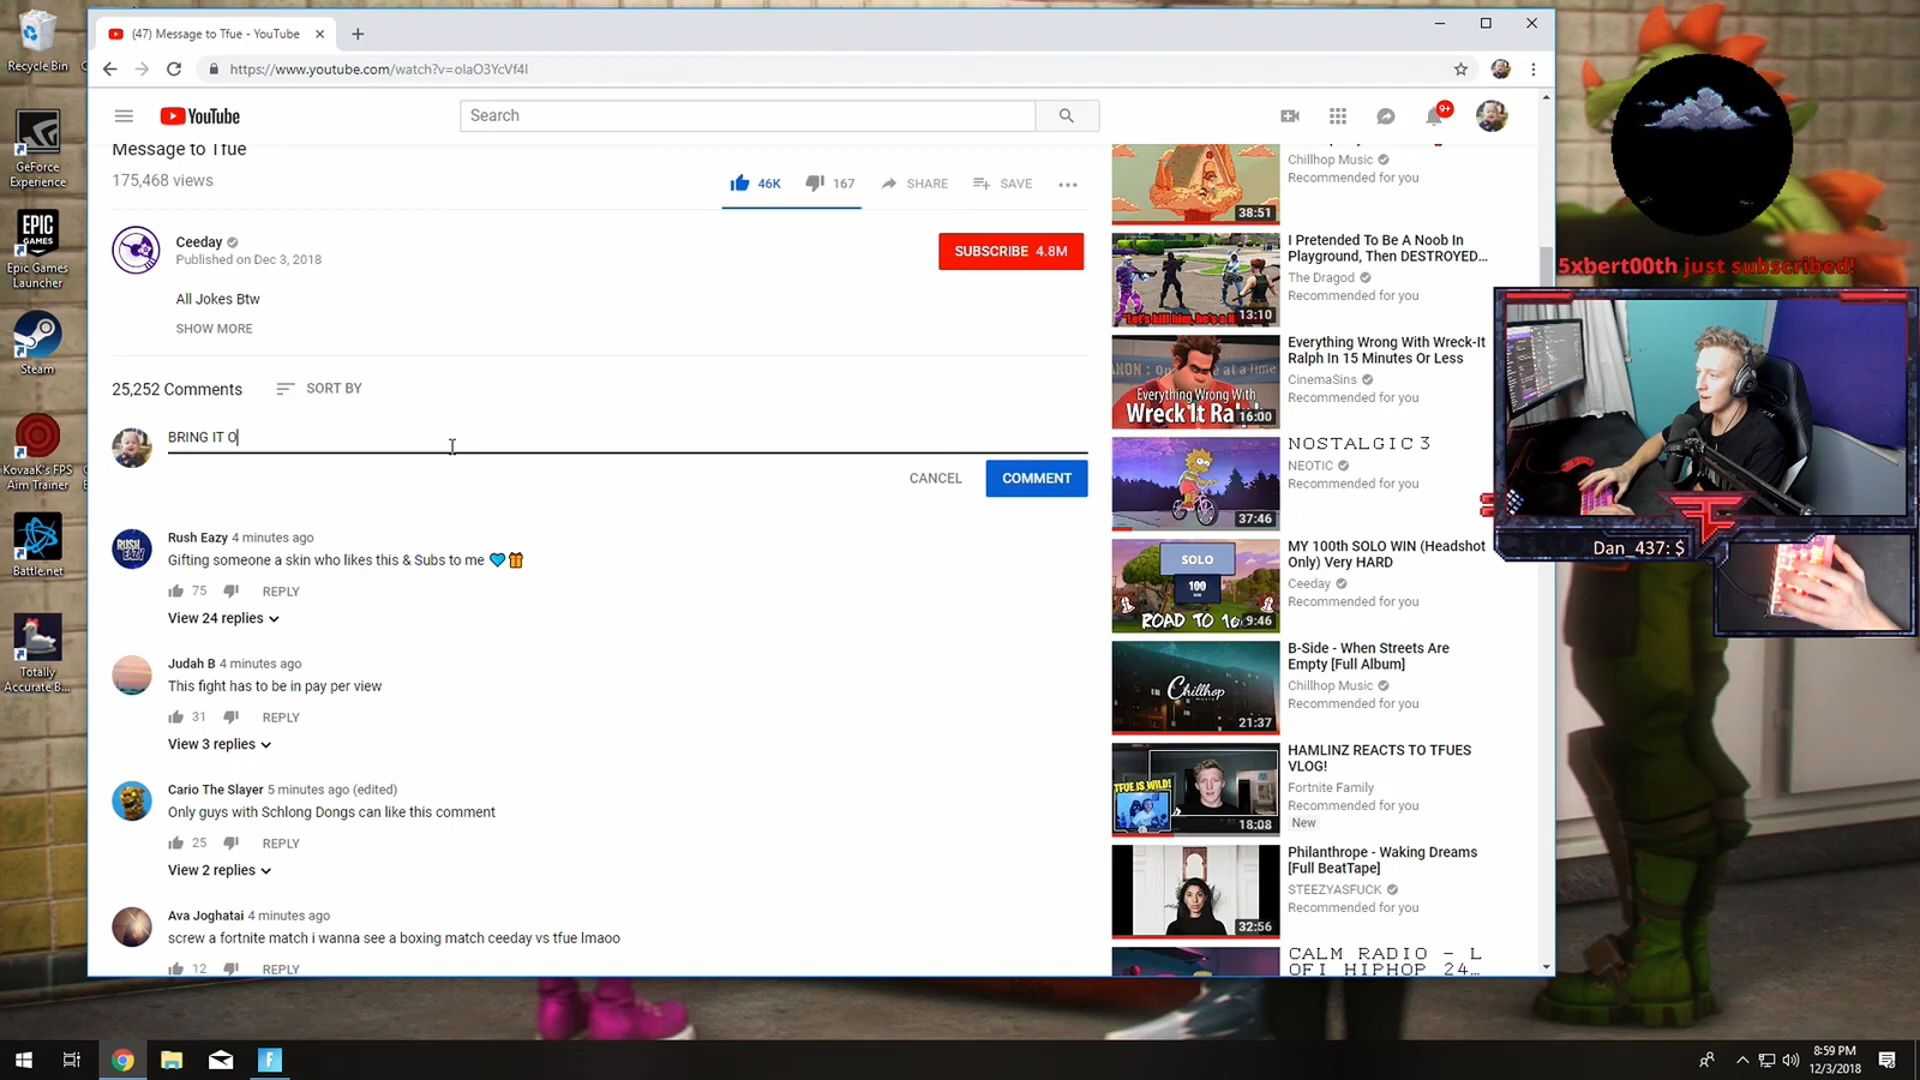 Recycle Bin
GeForce
Experience
EPIC
GAMES
Epic Games
Launcher
Steam
KovaaK's FPS
Aim Trainer
Battle.net
Totally
Accurate B...
(47) Message to Tfue - YouTube
https://www.youtube.com/watch?v=
YouTube
Search
9+
Message to Tfue
175,468 views
46K
167
SHARE
SAVE
Ceeday
Published on Dec 3, 2018
SUBSCRIBE 4.8M
All Jokes Btw
SHOW MORE
25,252 Comments
SORT BY
BRING IT O
CANCEL
COMMENT
RUSH
EAZY
Rush Eazy 4 minutes ago
Gifting someone a skin who likes this & Subs to me
75
REPLY
View 24 replies
Judah B 4 minutes ago
This fight has to be in pay per view
31
REPLY
View 3 replies
Cario The Slayer 5 minutes ago (edited)
Only guys with Schlong Dongs can like this comment
25
REPLY
View 2 replies
Ava Joghatai 4 minutes ago
screw a fortnite match i wanna see a boxing match ceeday vs tfue lmaoo
12
REPLY
38:51
Chillhop Music
Recommended for you
"Let's kill him, he's a
13:10
I Pretended To Be A Noob In
Playground, Then DESTROYED...
The Dragod
Recommended for you
Everything Wrong With
Wreck It Ral
16:00
Everything Wrong With Wreck-It
Ralph In 15 Minutes Or Less
CinemaSins
Recommended for you
37:46
NOSTALGIC 3
NEOTIC
Recommended for you
SOLO
100
ROAD TO
9:46
MY 100th SOLO WIN (Headshot
Only) Very HARD
Ceeday
Recommended for you
Chillhop
21:37
B-Side - When Streets Are
Empty [Full Album]
Chillhop Music
Recommended for you
TFUE IS WILD!
18:08
HAMLINZ REACTS TO TFUES
VLOG!
Fortnite Family
Recommended for you
New
32:56
Philanthrope - Waking Dreams
[Full BeatTape]
STEEZYASFUCK
Recommended for you
CALM RADIO - L
OFI HIPHOP 24...
5xbert00th just subscribed!
Dan_437: $
8:59 PM
12/3/2018